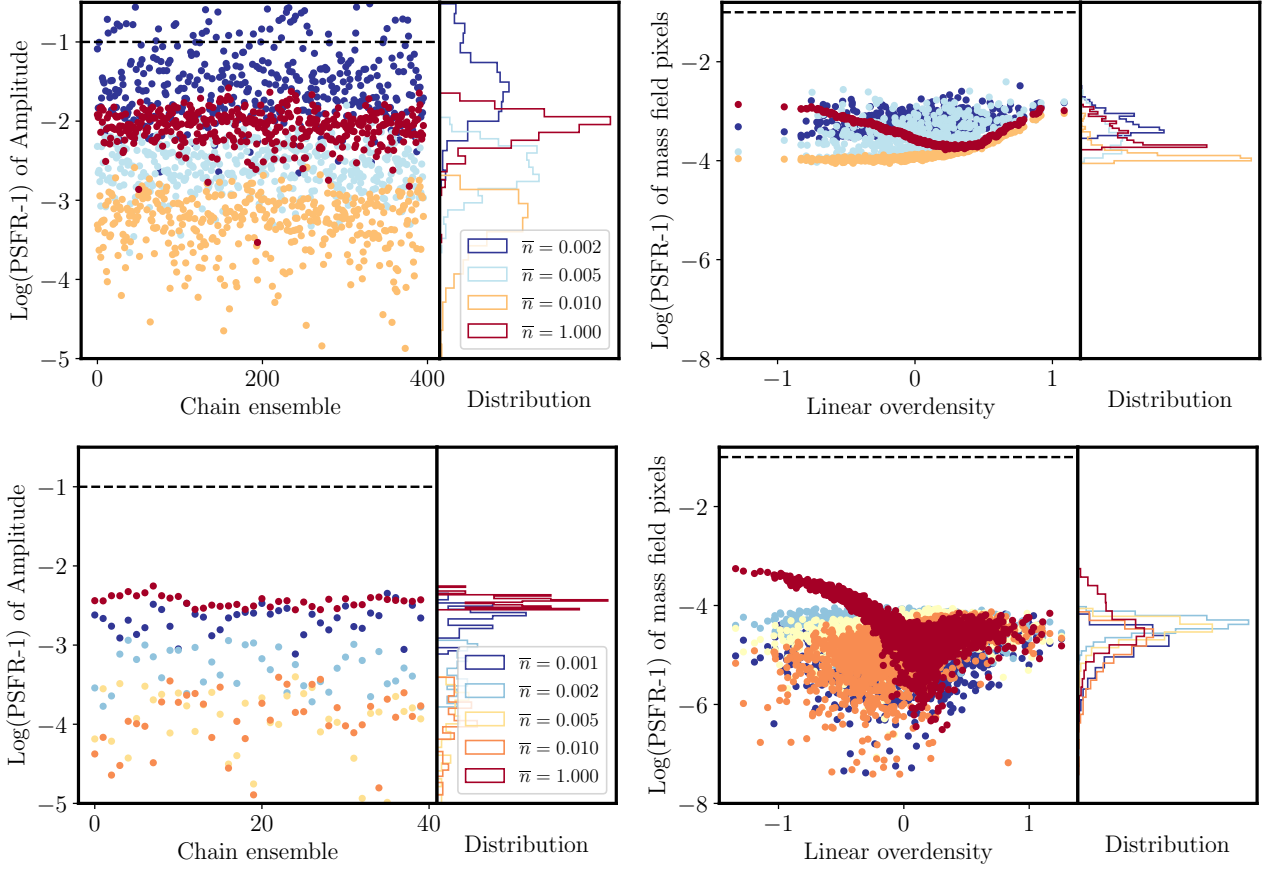 Log(PSFR-1) of Amplitude
−1
−2
−3
−4
−5
0
200
400
Chain ensemble
Distribution
n̅ = 0.002
n̅ = 0.005
n̅ = 0.010
n̅ = 1.000
Log(PSFR-1) of mass field pixels
−2
−4
−6
−8
−1
0
1
Linear overdensity
Distribution
Log(PSFR-1) of Amplitude
−1
−2
−3
−4
−5
0
20
40
Chain ensemble
Distribution
n̅ = 0.001
n̅ = 0.002
n̅ = 0.005
n̅ = 0.010
n̅ = 1.000
Log(PSFR-1) of mass field pixels
−2
−4
−6
−8
−1
0
1
Linear overdensity
Distribution